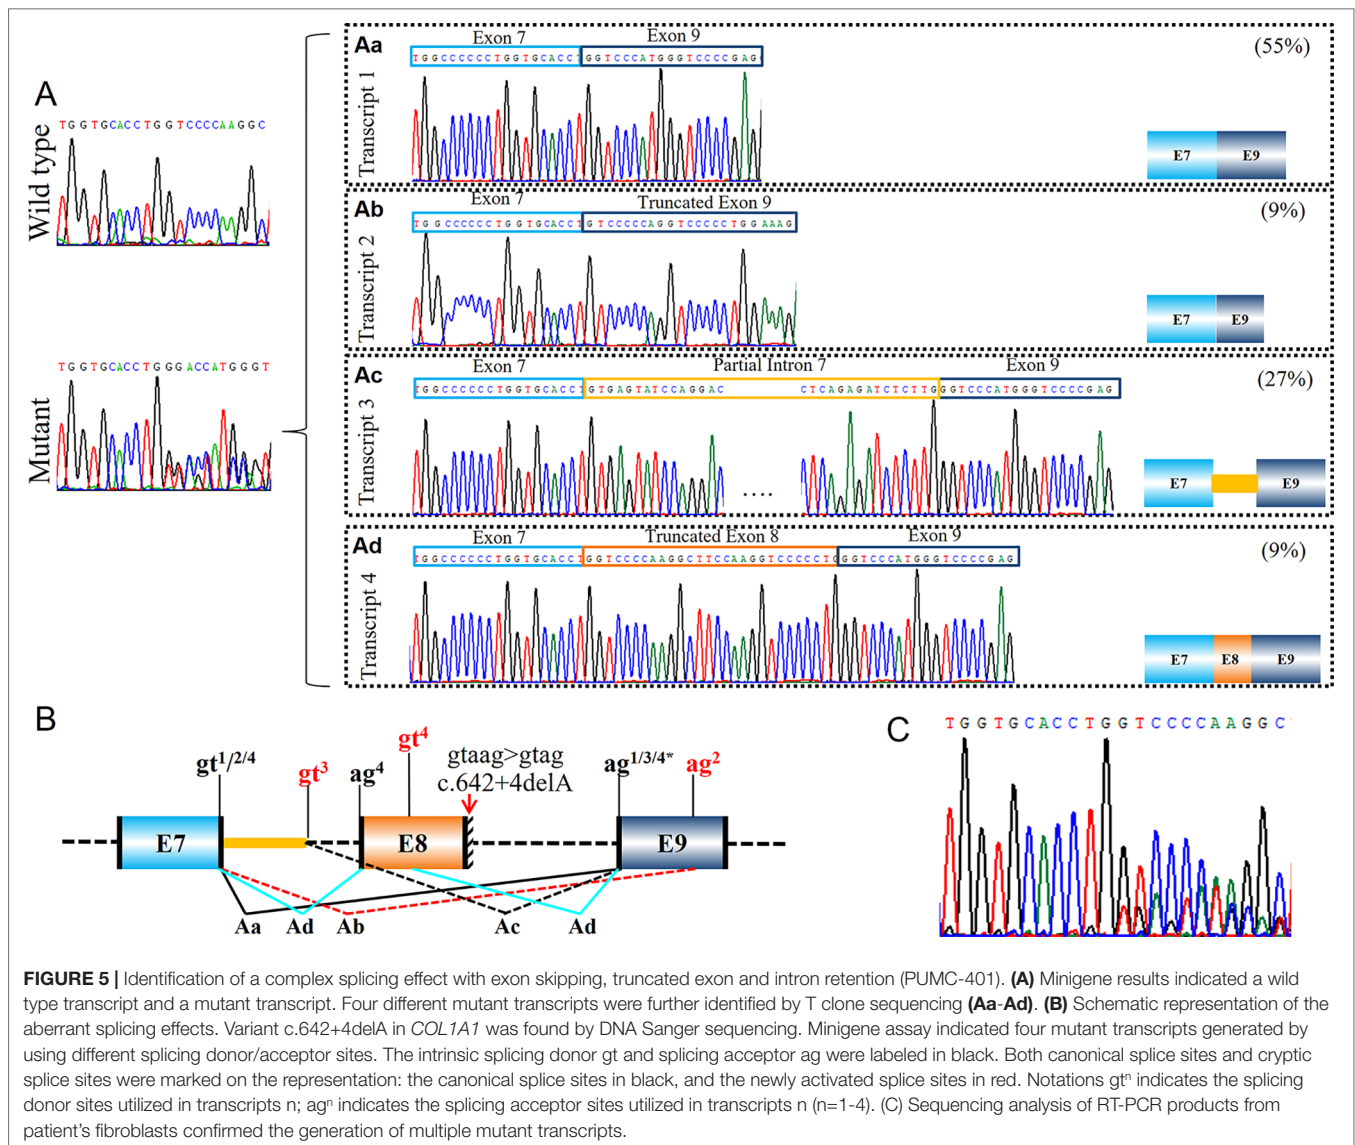 A
Wild type
TGGTGCACCTGGTCCCCAAGGC
Mutant
TGGTGCACCTGGGACCATGGGT
Aa
Transcript 1
Exon 7
Exon 9
(55%)
TGGCCCCCCTGGTGCACCT
GGTCCCATGGGTCCCCGAG
E7
E9
Ab
Transcript 2
Exon 7
Truncated Exon 9
(9%)
TGGCCCCCCTGGTGCACCT
GTCCCCCAGGTCCCCCTGGAAAG
E7
E9
Ac
Transcript 3
Exon 7
Partial Intron 7
Exon 9
(27%)
TGGCCCCCCTGGTGCACCT
GTGAGTATCCAGGAC
CTCAGAGATCTCTTG
GGTCCCATGGGTCCCCGAG
....
E7
E9
Ad
Transcript 4
Exon 7
Truncated Exon 8
Exon 9
(9%)
TGGCCCCCCTGGTGCACCT
GGTCCCCAAGGCTTCCAAGGTCCCCCTG
GGTCCCATGGGTCCCCGAG
E7
E8
E9
B
gt1/2/4
gt3
ag4
gt4
gtaag>gtag
c.642+4delA
ag1/3/4*
ag2
E7
E8
E9
Aa
Ad
Ab
Ac
Ad
C
TGGTGCACCTGGTCCCCAAGGC
FIGURE 5 | Identification of a complex splicing effect with exon skipping, truncated exon and intron retention (PUMC-401). (A) Minigene results indicated a wild
type transcript and a mutant transcript. Four different mutant transcripts were further identified by T clone sequencing (Aa-Ad). (B) Schematic representation of the
aberrant splicing effects. Variant c.642+4delA in COL1A1 was found by DNA Sanger sequencing. Minigene assay indicated four mutant transcripts generated by
using different splicing donor/acceptor sites. The intrinsic splicing donor gt and splicing acceptor ag were labeled in black. Both canonical splice sites and cryptic
splice sites were marked on the representation: the canonical splice sites in black, and the newly activated splice sites in red. Notations gtⁿ indicates the splicing
donor sites utilized in transcripts n; agⁿ indicates the splicing acceptor sites utilized in transcripts n (n=1-4). (C) Sequencing analysis of RT-PCR products from
patient's fibroblasts confirmed the generation of multiple mutant transcripts.